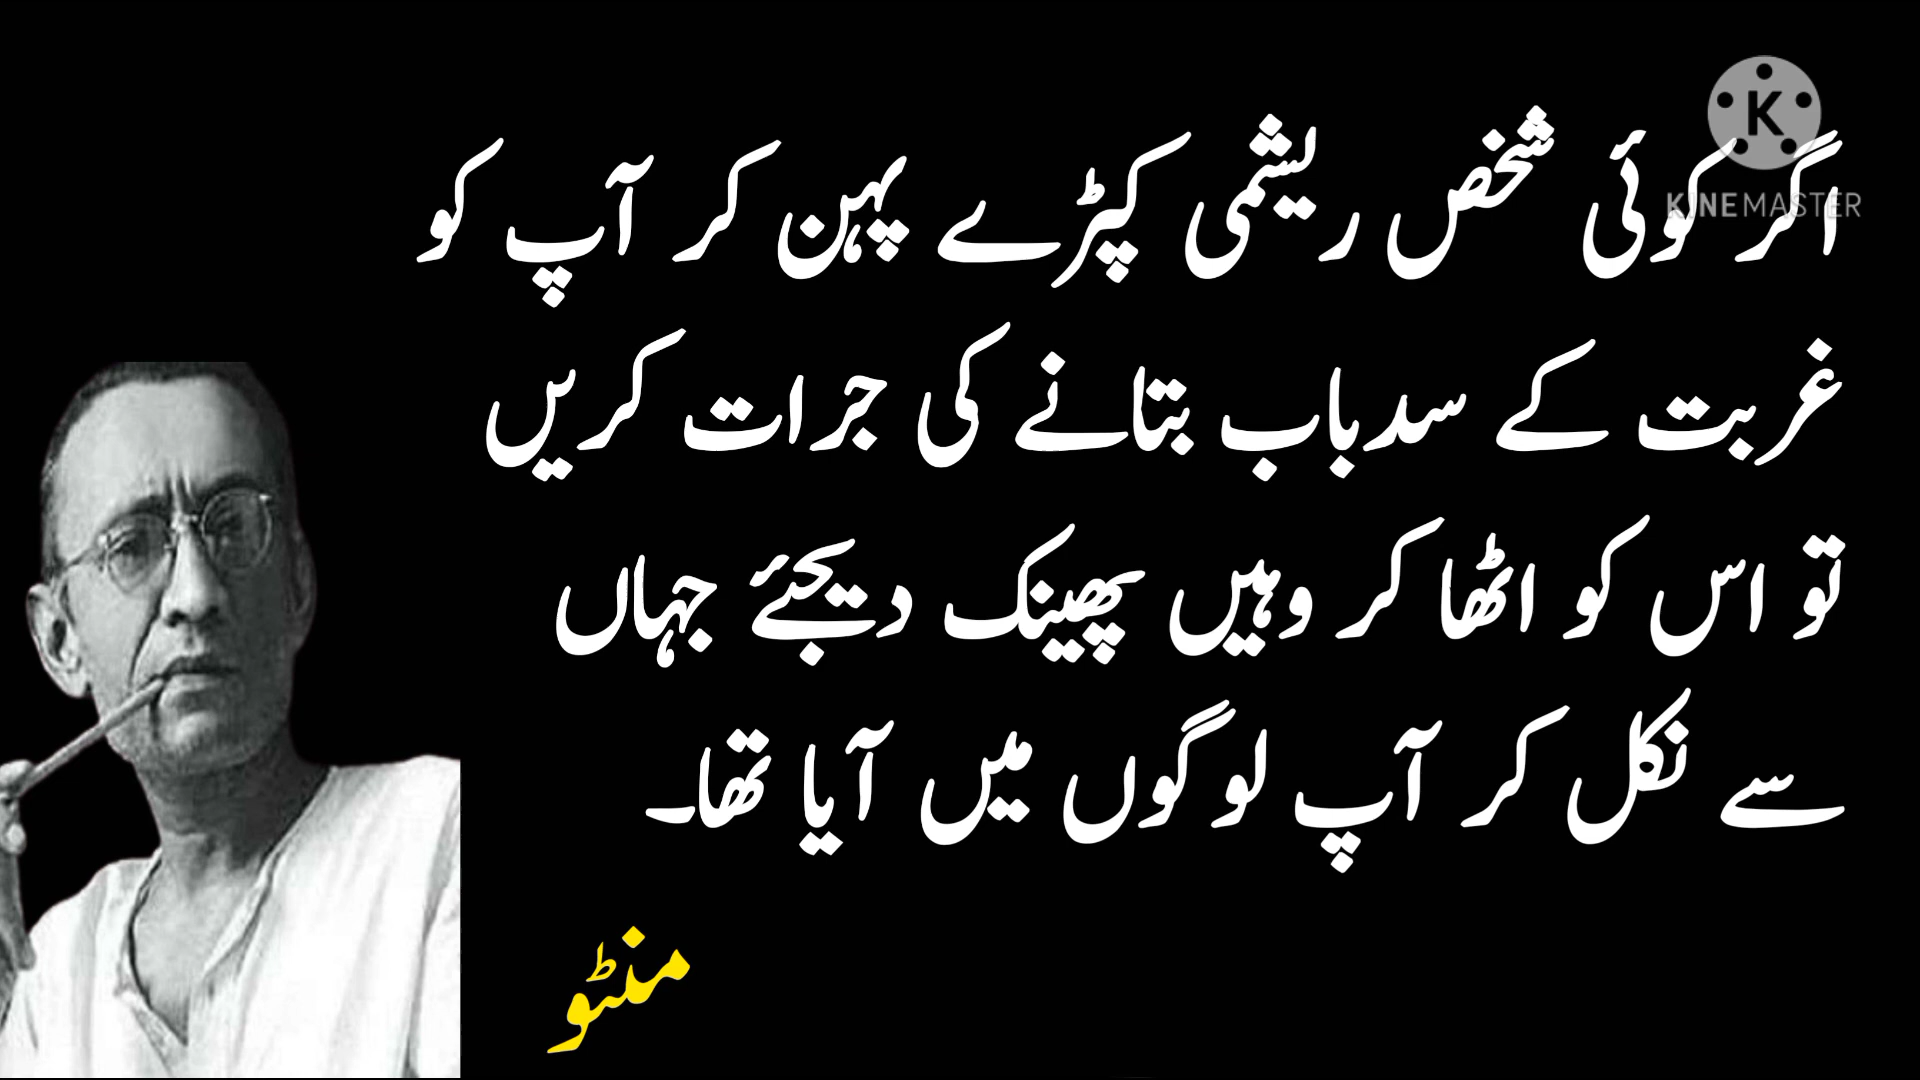 KINEMASTER
اگر کوئی شخص ریشمی کپڑے پہن کر آپ کو
غربت کے سدباب بتانے کی جرات کریں
تو اس کو اٹھا کر وہیں پھینک دیجئے جہاں
سے نکل کر آپ لوگوں میں آیا تھا۔
منٹو